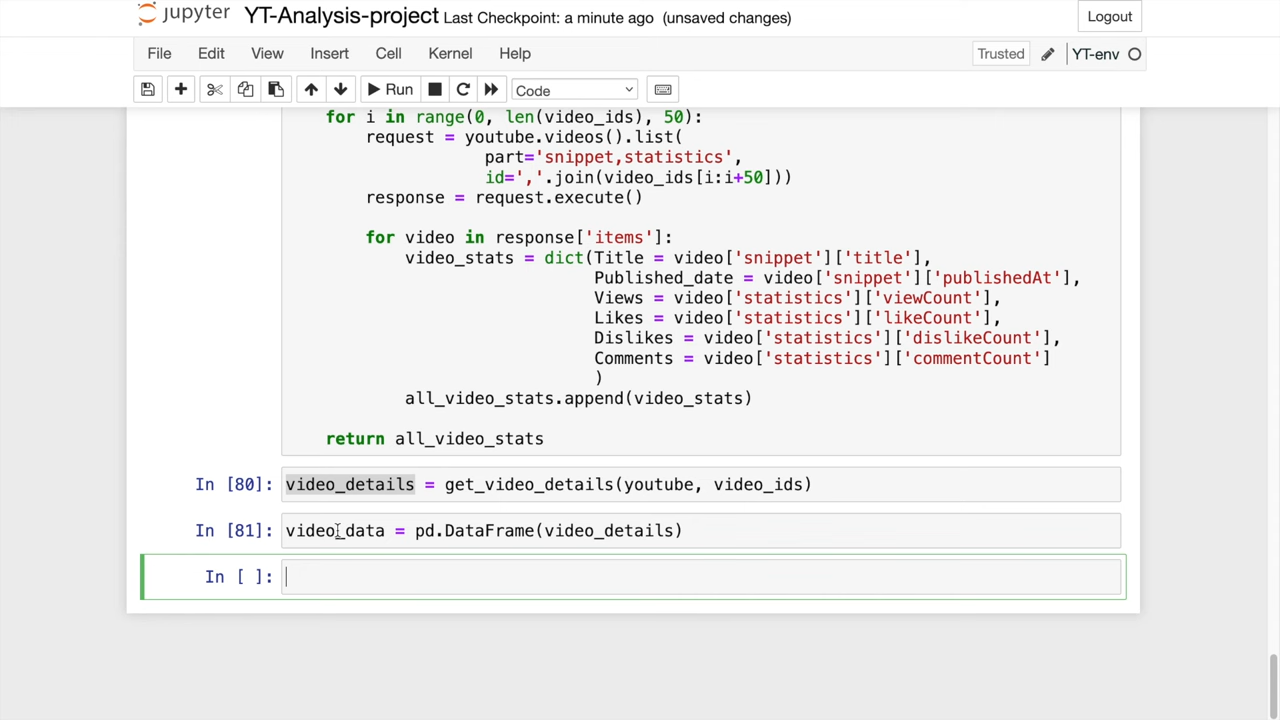 jupyter YT-Analysis-project Last Checkpoint: a minute ago (unsaved changes) Logout
File Edit View Insert Cell Kernel Help Trusted YT-env
Run Code
for i in range(0, len(video_ids), 50):
request = youtube.videos().list(
part='snippet,statistics',
id=','.join(video_ids[i:i+50]))
response = request.execute()
for video in response['items']:
video_stats = dict(Title = video['snippet']['title'],
Published_date = video['snippet']['publishedAt'],
Views = video['statistics']['viewCount'],
Likes = video['statistics']['likeCount'],
Dislikes = video['statistics']['dislikeCount'],
Comments = video['statistics']['commentCount']
)
all_video_stats.append(video_stats)
return all_video_stats
In [80]: video_details = get_video_details(youtube, video_ids)
In [81]: video_data = pd.DataFrame(video_details)
In [ ]: